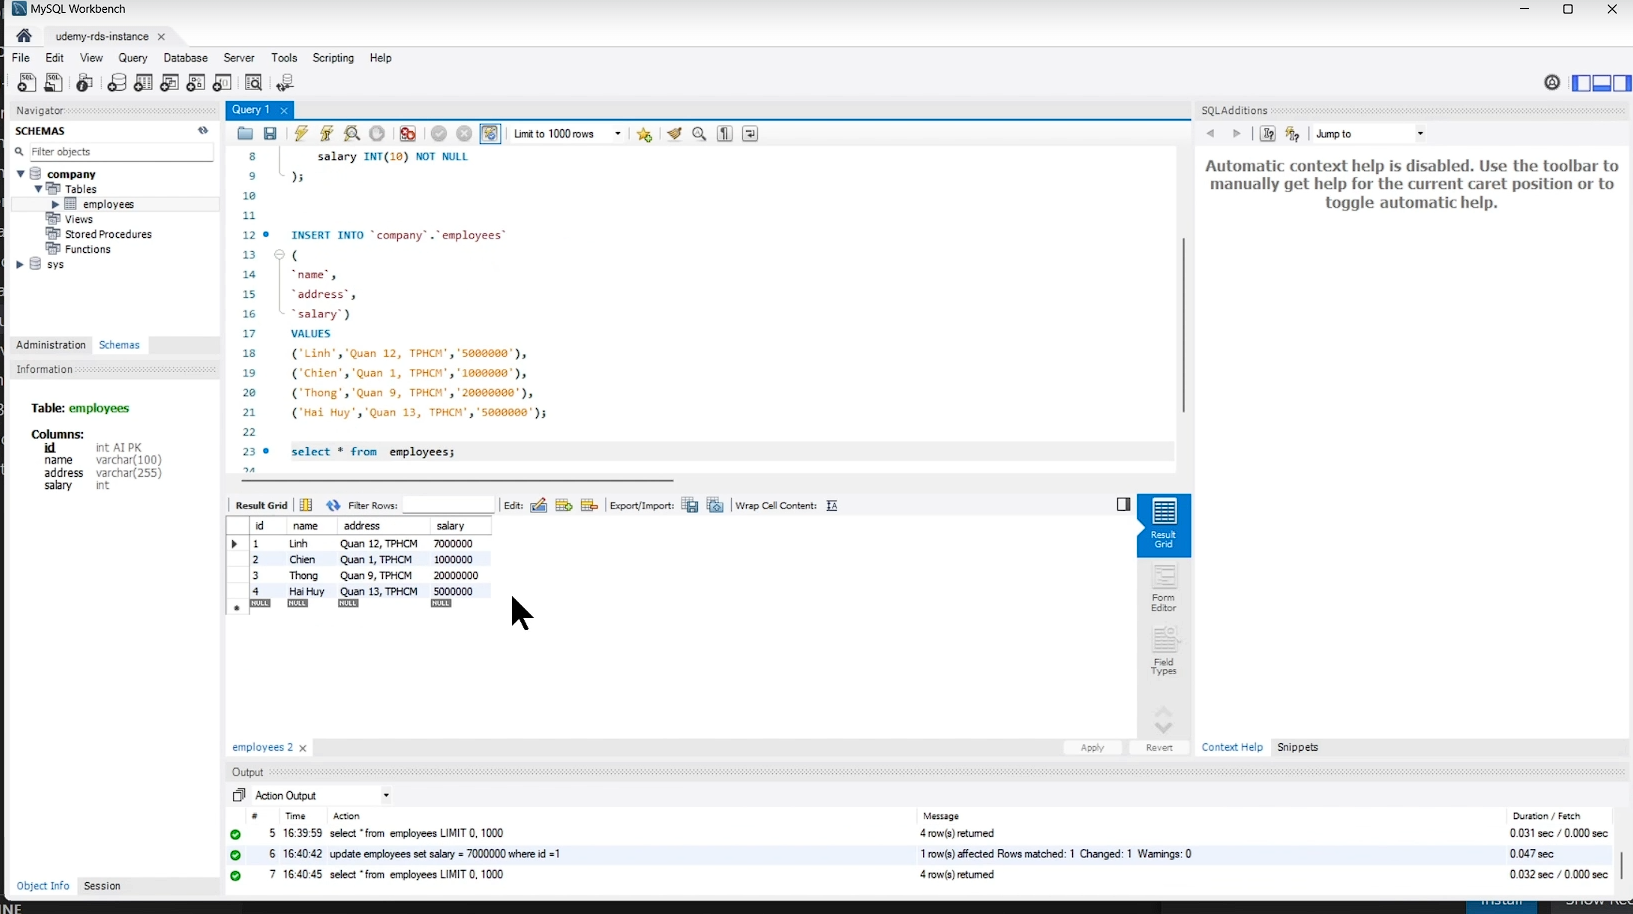 MySQL Workbench
udemy-rds-instance
File Edit View Query Database Server Tools Scripting Help
Navigator
SCHEMAS
Filter objects
company
Tables
employees
Views
Stored Procedures
Functions
sys
Administration Schemas
Information
Table: employees
Columns:
id int AI PK
name varchar(100)
address varchar(255)
salary int
Object Info Session
Query 1
Limit to 1000 rows
8 salary INT(10) NOT NULL
9 );
10
11
12 INSERT INTO `company`.`employees`
13 (
14 `name`,
15 `address`,
16 `salary`)
17 VALUES
18 ('Linh','Quan 12, TPHCM','5000000'),
19 ('Chien','Quan 1, TPHCM','1000000'),
20 ('Thong','Quan 9, TPHCM','20000000'),
21 ('Hai Huy','Quan 13, TPHCM','5000000');
22
23 select * from employees;
24
Result Grid Filter Rows: Edit: Export/Import: Wrap Cell Content:
id name address salary
1 Linh Quan 12, TPHCM 7000000
2 Chien Quan 1, TPHCM 1000000
3 Thong Quan 9, TPHCM 20000000
4 Hai Huy Quan 13, TPHCM 5000000
NULL NULL NULL NULL
Result Grid
Form Editor
Field Types
employees 2 Apply Revert
SQLAdditions
Jump to
Automatic context help is disabled. Use the toolbar to
manually get help for the current caret position or to
toggle automatic help.
Context Help Snippets
Output
Action Output
# Time Action Message Duration / Fetch
5 16:39:59 select * from employees LIMIT 0, 1000 4 row(s) returned 0.031 sec / 0.000 sec
6 16:40:42 update employees set salary = 7000000 where id =1 1 row(s) affected Rows matched: 1 Changed: 1 Warnings: 0 0.047 sec
7 16:40:45 select * from employees LIMIT 0, 1000 4 row(s) returned 0.032 sec / 0.000 sec